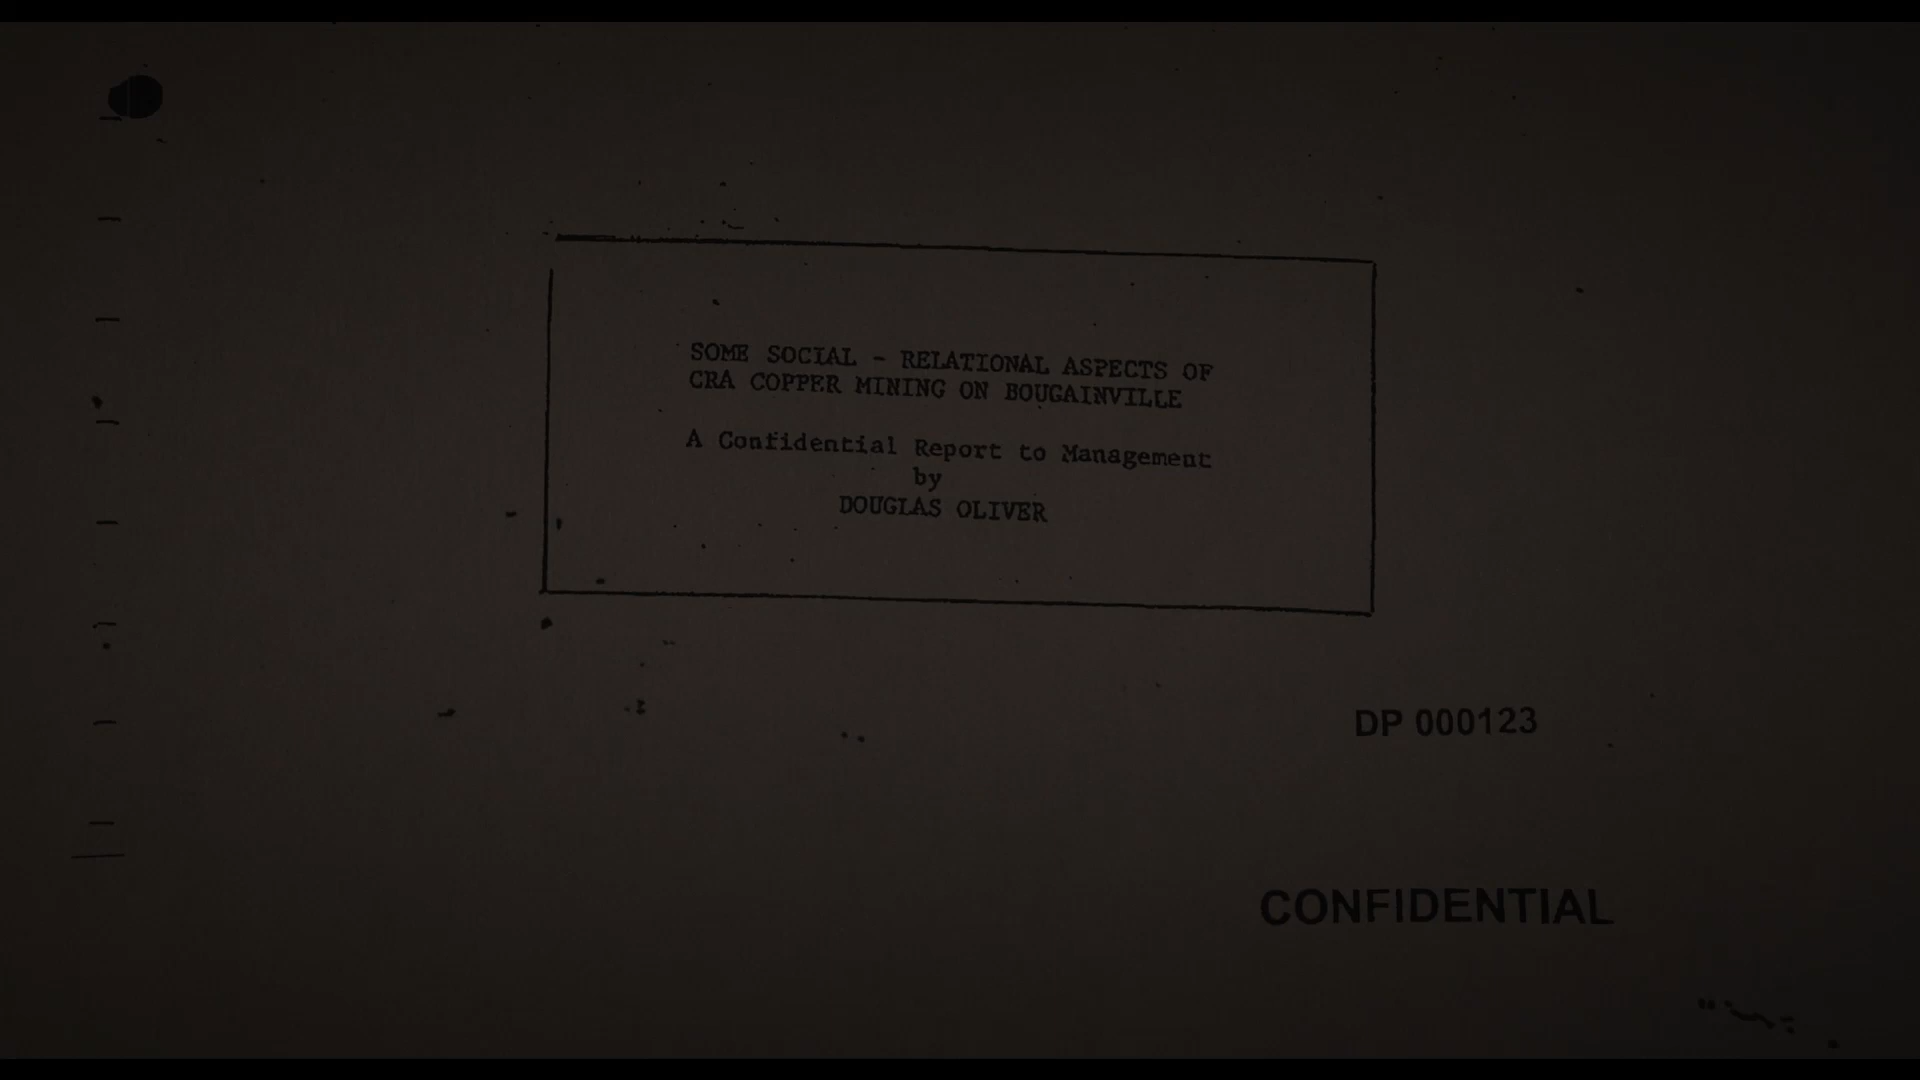 SOME SOCIAL - RELATIONAL ASPECTS OF
CRA COPPER MINING ON BOUGAINVILLE
A Confidential Report to Management
by
DOUGLAS OLIVER
DP 000123
CONFIDENTIAL